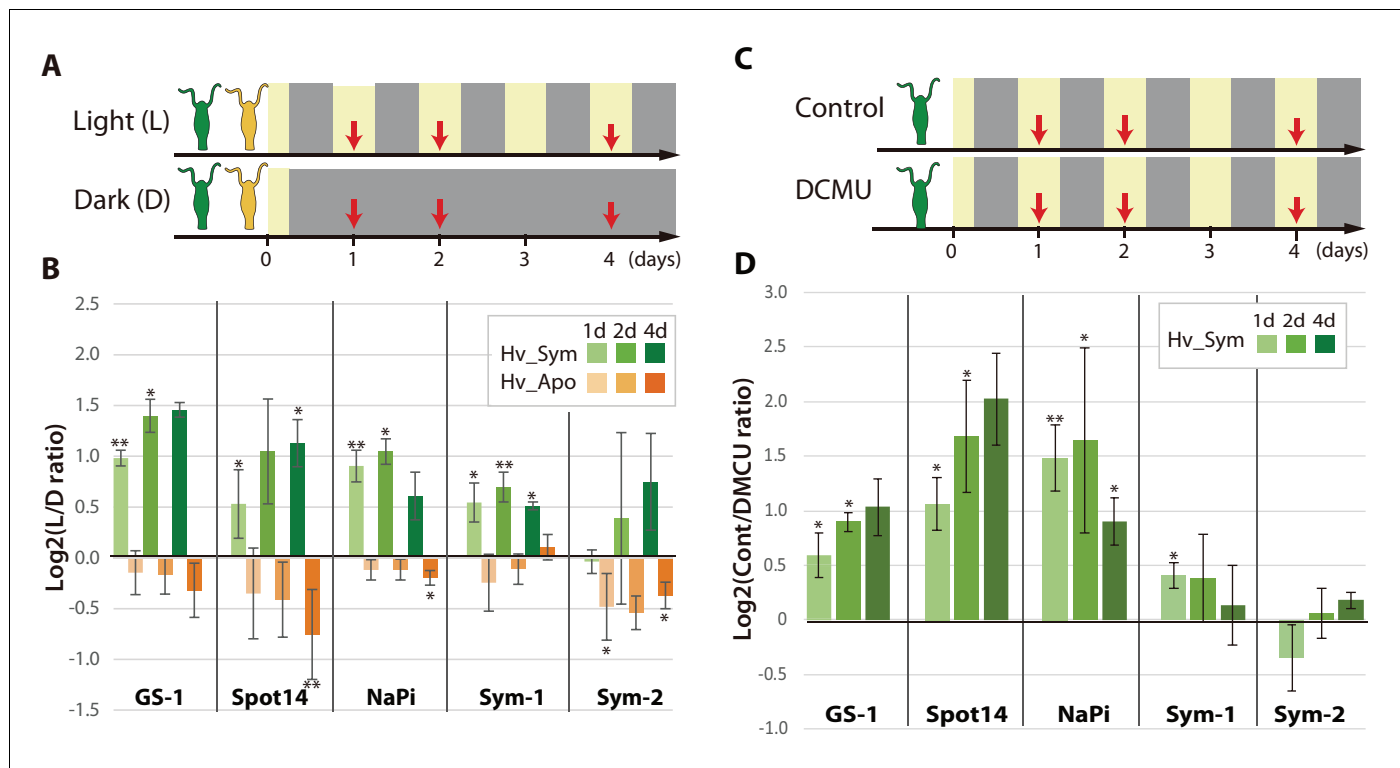 A
Light (L)
Dark (D)
0 1 2 3 4 (days)
B
Log2(L/D ratio)
2.5
2.0
1.5
1.0
0.5
0.0
-0.5
-1.0
-1.5
1d 2d 4d
Hv_Sym
Hv_Apo
** * * * ** * * ** *
** * * *
GS-1 Spot14 NaPi Sym-1 Sym-2
C
Control
DCMU
0 1 2 3 4 (days)
D
Log2(Cont/DMCU ratio)
3.0
2.5
2.0
1.5
1.0
0.5
0
-0.5
-1.0
1d 2d 4d
Hv_Sym
* * * * ** * * *
GS-1 Spot14 NaPi Sym-1 Sym-2